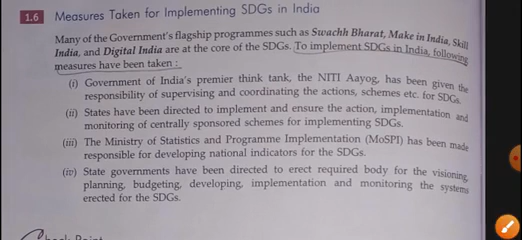 1.6 Measures Taken for Implementing SDGs in India
Many of the Government's flagship programmes such as Swachh Bharat, Make in India, Skill
India, and Digital India are at the core of the SDGs. To implement SDGs in India, following
measures have been taken :
(i) Government of India's premier think tank, the NITI Aayog, has been given the
responsibility of supervising and coordinating the actions, schemes etc. for SDGs.
(ii) States have been directed to implement and ensure the action, implementation and
monitoring of centrally sponsored schemes for implementing SDGs.
(iii) The Ministry of Statistics and Programme Implementation (MoSPI) has been made
responsible for developing national indicators for the SDGs.
(iv) State governments have been directed to erect required body for the visioning,
planning, budgeting, developing, implementation and monitoring the systems
erected for the SDGs.
Check Point